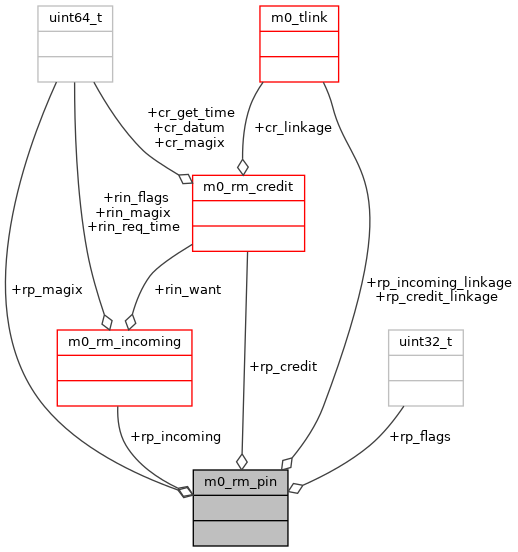 uint64_t
m0_tlink
+cr_get_time
+cr_datum
+cr_magix
+cr_linkage
m0_rm_credit
+rin_flags
+rin_magix
+rin_req_time
+rp_magix
+rin_want
+rp_incoming_linkage
+rp_credit_linkage
m0_rm_incoming
uint32_t
+rp_credit
+rp_incoming
+rp_flags
m0_rm_pin